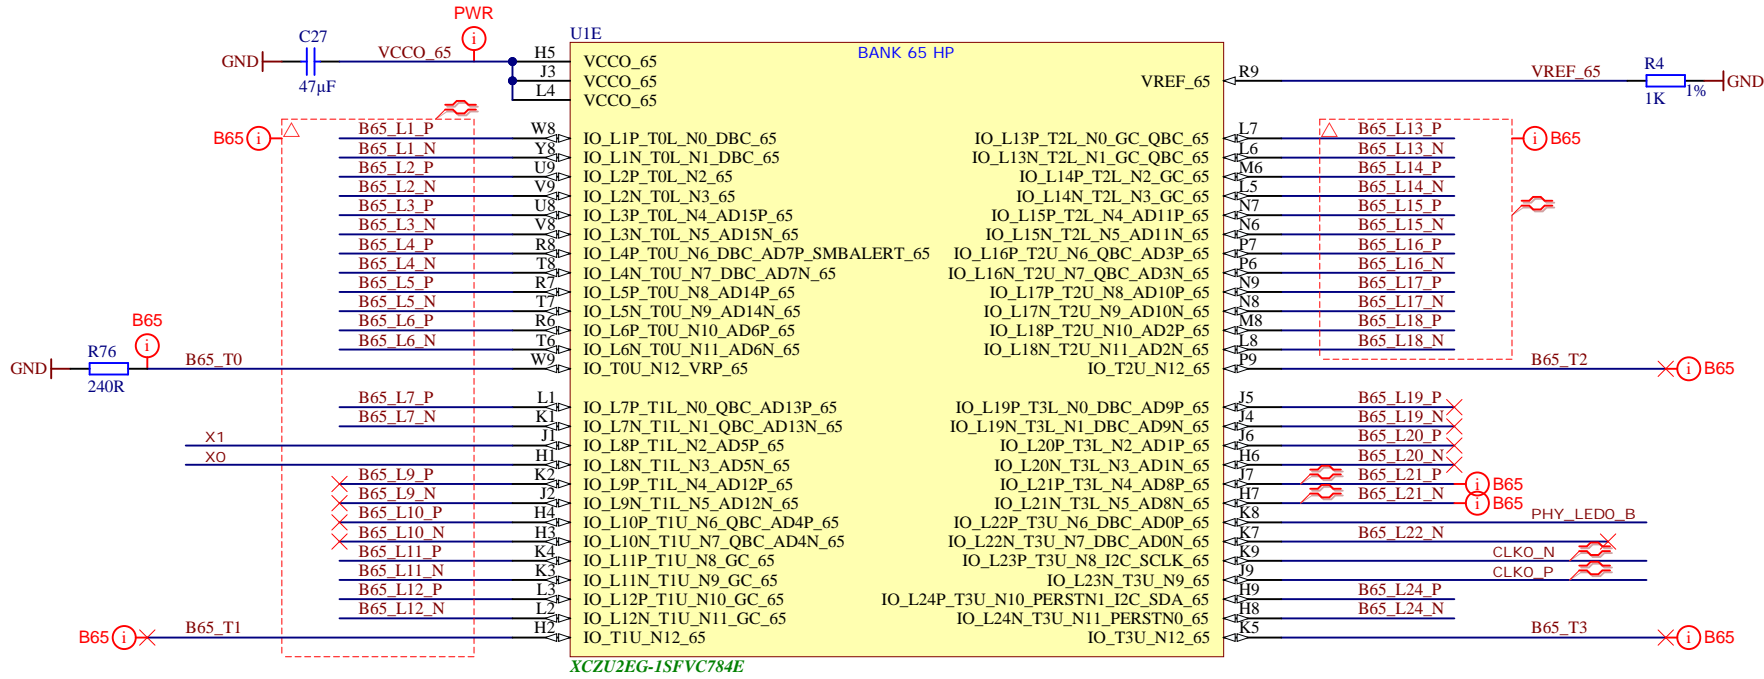 PWR
C27
U1E
GND
VCCO_65
47µF
BANK 65 HP
H5 VCCO_65
J3 VCCO_65
L4 VCCO_65
VREF_65 R9 VREF_65
R4
1K
1%
GND
B65
B65_L1_P W8 IO_L1P_T0L_N0_DBC_65
B65_L1_N Y8 IO_L1N_T0L_N1_DBC_65
B65_L2_P U9 IO_L2P_T0L_N2_65
B65_L2_N V9 IO_L2N_T0L_N3_65
B65_L3_P U8 IO_L3P_T0L_N4_AD15P_65
B65_L3_N V8 IO_L3N_T0L_N5_AD15N_65
B65_L4_P R8 IO_L4P_T0U_N6_DBC_AD7P_SMBALERT_65
B65_L4_N T8 IO_L4N_T0U_N7_DBC_AD7N_65
B65_L5_P R7 IO_L5P_T0U_N8_AD14P_65
B65_L5_N T7 IO_L5N_T0U_N9_AD14N_65
B65_L6_P R6 IO_L6P_T0U_N10_AD6P_65
B65_L6_N T6 IO_L6N_T0U_N11_AD6N_65
B65
R76
GND
240R
B65_T0 W9 IO_T0U_N12_VRP_65
B65_L7_P L1 IO_L7P_T1L_N0_QBC_AD13P_65
B65_L7_N K1 IO_L7N_T1L_N1_QBC_AD13N_65
X1 J1 IO_L8P_T1L_N2_AD5P_65
X0 H1 IO_L8N_T1L_N3_AD5N_65
B65_L9_P K2 IO_L9P_T1L_N4_AD12P_65
B65_L9_N J2 IO_L9N_T1L_N5_AD12N_65
B65_L10_P H4 IO_L10P_T1U_N6_QBC_AD4P_65
B65_L10_N H3 IO_L10N_T1U_N7_QBC_AD4N_65
B65_L11_P K4 IO_L11P_T1U_N8_GC_65
B65_L11_N K3 IO_L11N_T1U_N9_GC_65
B65_L12_P L3 IO_L12P_T1U_N10_GC_65
B65_L12_N L2 IO_L12N_T1U_N11_GC_65
B65 B65_T1 H2 IO_T1U_N12_65
IO_L13P_T2L_N0_GC_QBC_65 L7 B65_L13_P B65
IO_L13N_T2L_N1_GC_QBC_65 L6 B65_L13_N
IO_L14P_T2L_N2_GC_65 M6 B65_L14_P
IO_L14N_T2L_N3_GC_65 L5 B65_L14_N
IO_L15P_T2L_N4_AD11P_65 N7 B65_L15_P
IO_L15N_T2L_N5_AD11N_65 N6 B65_L15_N
IO_L16P_T2U_N6_QBC_AD3P_65 P7 B65_L16_P
IO_L16N_T2U_N7_QBC_AD3N_65 P6 B65_L16_N
IO_L17P_T2U_N8_AD10P_65 N9 B65_L17_P
IO_L17N_T2U_N9_AD10N_65 N8 B65_L17_N
IO_L18P_T2U_N10_AD2P_65 M8 B65_L18_P
IO_L18N_T2U_N11_AD2N_65 L8 B65_L18_N
IO_T2U_N12_65 P9 B65_T2 B65
IO_L19P_T3L_N0_DBC_AD9P_65 J5 B65_L19_P
IO_L19N_T3L_N1_DBC_AD9N_65 J4 B65_L19_N
IO_L20P_T3L_N2_AD1P_65 J6 B65_L20_P
IO_L20N_T3L_N3_AD1N_65 H6 B65_L20_N
IO_L21P_T3L_N4_AD8P_65 J7 B65_L21_P B65
IO_L21N_T3L_N5_AD8N_65 H7 B65_L21_N B65
IO_L22P_T3U_N6_DBC_AD0P_65 K8 PHY_LED0_B
IO_L22N_T3U_N7_DBC_AD0N_65 K7 B65_L22_N
IO_L23P_T3U_N8_I2C_SCLK_65 K9 CLK0_N
IO_L23N_T3U_N9_65 J9 CLK0_P
IO_L24P_T3U_N10_PERSTN1_I2C_SDA_65 H9 B65_L24_P
IO_L24N_T3U_N11_PERSTN0_65 H8 B65_L24_N
IO_T3U_N12_65 K5 B65_T3 B65
XCZU2EG-1SFVC784E